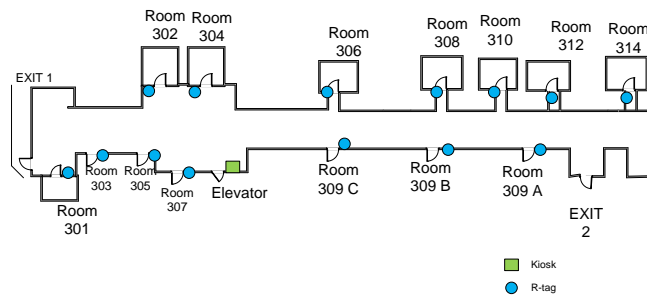 Room
302
Room
304
Room
306
Room
308
Room
310
Room
312
Room
314
EXIT 1
Room
303
Room
305
Room
307
Elevator
Room
309 C
Room
309 B
Room
309 A
Room
301
EXIT
2
Kiosk
R-tag